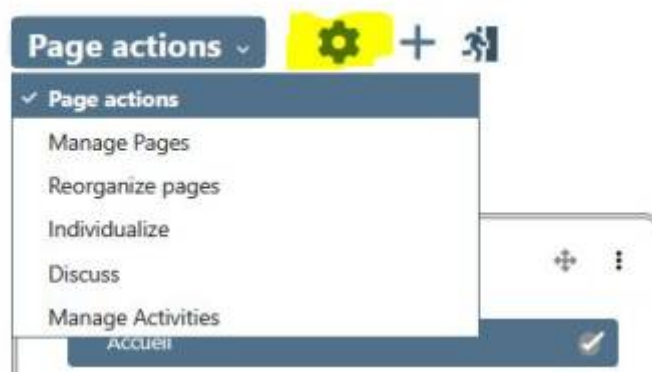 Page actions
Page actions
Manage Pages
Reorganize pages
Individualize
Discuss
Manage Activities
Accueil